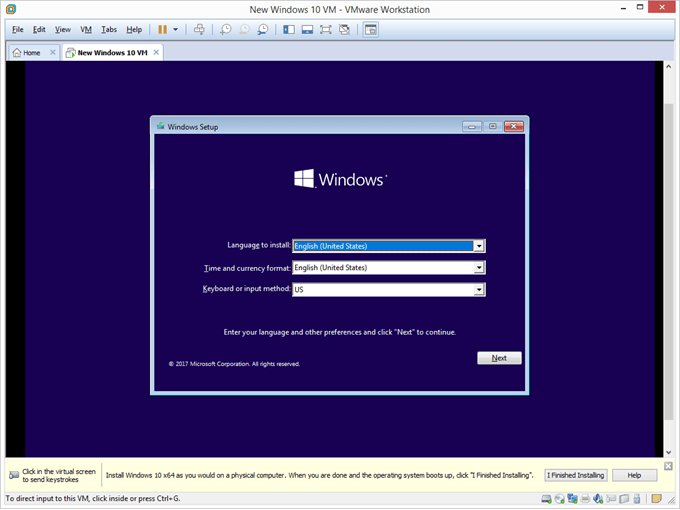 New Windows 10 VM - VMware Workstation
File Edit View VM Tabs Help
Home New Windows 10 VM
Windows Setup
Windows
Language to install: English (United States)
Time and currency format: English (United States)
Keyboard or input method: US
Enter your language and other preferences and click "Next" to continue.
Next
© 2017 Microsoft Corporation. All rights reserved.
Click in the virtual screen
to send keystrokes
Install Windows 10 x64 as you would on a physical computer. When you are done and the operating system boots up, click "I Finished Installing".
I Finished Installing
Help
To direct input to this VM, click inside or press Ctrl+G.